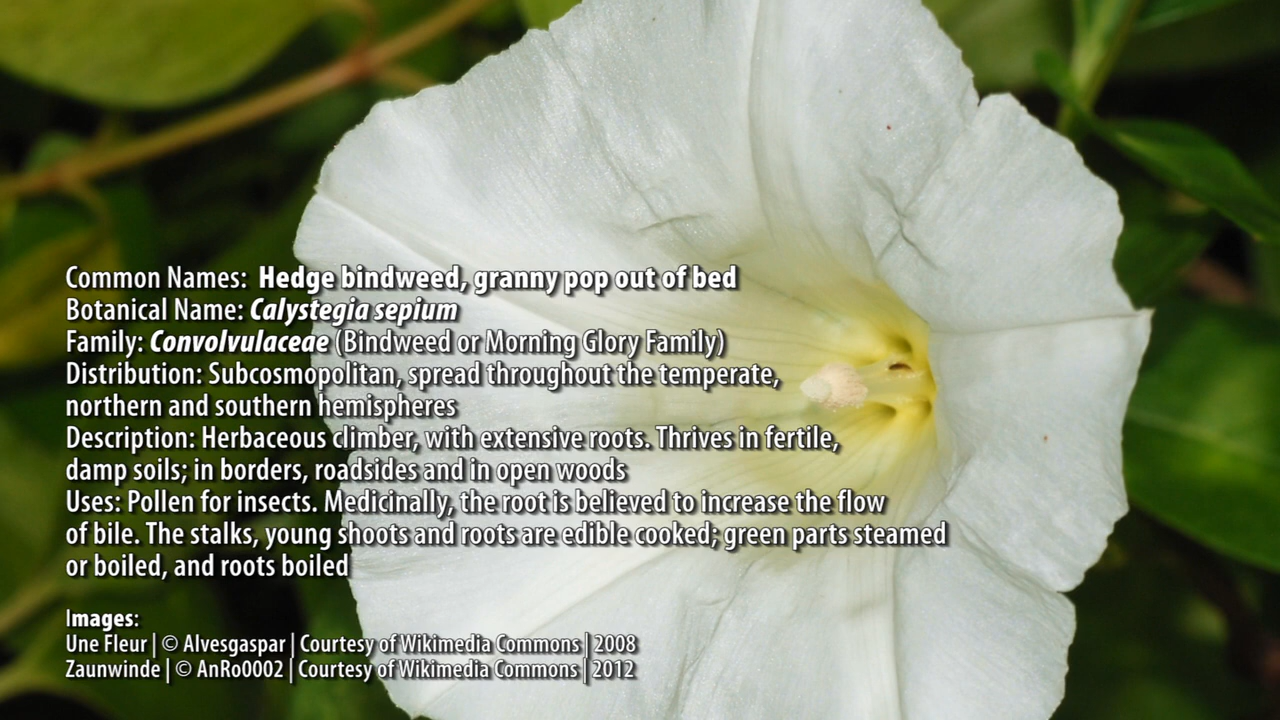 Common Names: Hedge bindweed, granny pop out of bed
Botanical Name: Calystegia sepium
Family: Convolvulaceae (Bindweed or Morning Glory Family)
Distribution: Subcosmopolitan, spread throughout the temperate,
northern and southern hemispheres
Description: Herbaceous climber, with extensive roots. Thrives in fertile,
damp soils; in borders, roadsides and in open woods
Uses: Pollen for insects. Medicinally, the root is believed to increase the flow
of bile. The stalks, young shoots and roots are edible cooked; green parts steamed
or boiled, and roots boiled
Images:
Une Fleur | © Alvesgaspar | Courtesy of Wikimedia Commons | 2008
Zaunwinde | © AnRo0002 | Courtesy of Wikimedia Commons | 2012